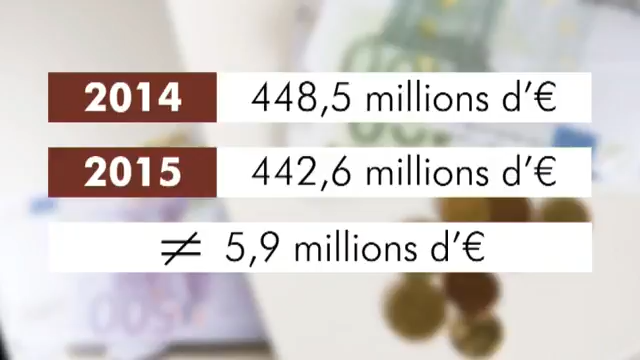 2014 448,5 millions d'€
2015 442,6 millions d'€
≠ 5,9 millions d'€